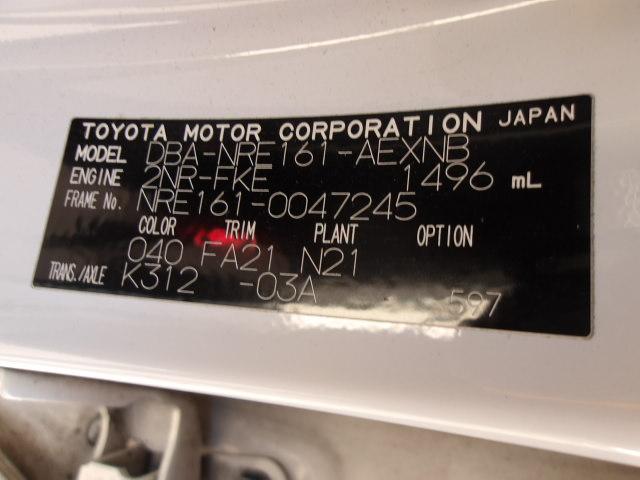 TOYOTA MOTOR CORPORATION JAPAN
MODEL DBA-NRE161-AEXNB
ENGINE 2NR-FKE 1496 mL
FRAME No. NRE161-0047245
COLOR TRIM PLANT OPTION
040 FA21 N21
TRANS./AXLE K312 -03A
597